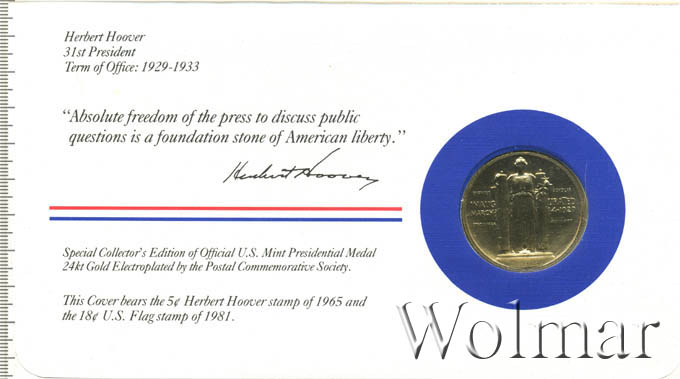 Herbert Hoover
31st President
Term of Office: 1929-1933
“Absolute freedom of the press to discuss public
questions is a foundation stone of American liberty.”
Herbert Hoover
Special Collector's Edition of Official U.S. Mint Presidential Medal
24kt Gold Electroplated by the Postal Commemorative Society.
This Cover bears the 5¢ Herbert Hoover stamp of 1965 and
the 18¢ U.S. Flag stamp of 1981.
Wolmar